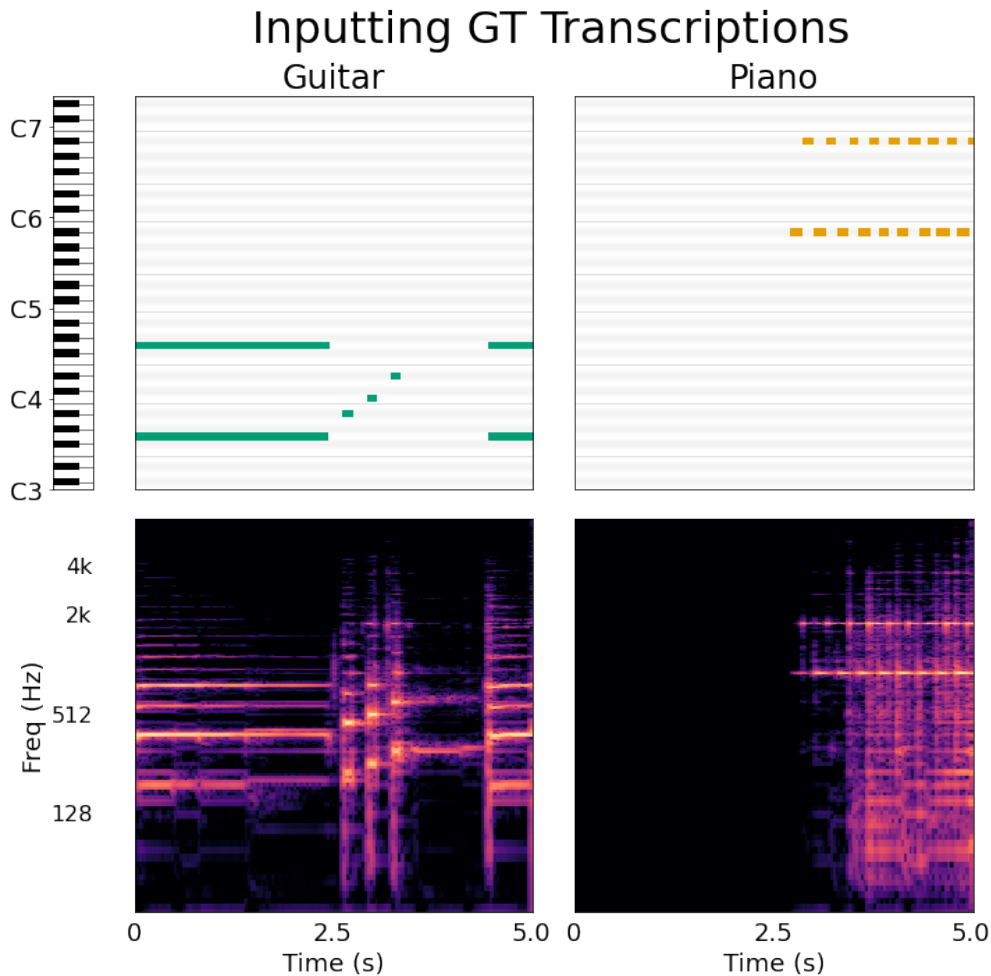 Inputting GT Transcriptions
Guitar
Piano
C7
C6
C5
C4
C3
4k
2k
512
128
Freq (Hz)
0
2.5
5.0
0
2.5
5.0
Time (s)
Time (s)